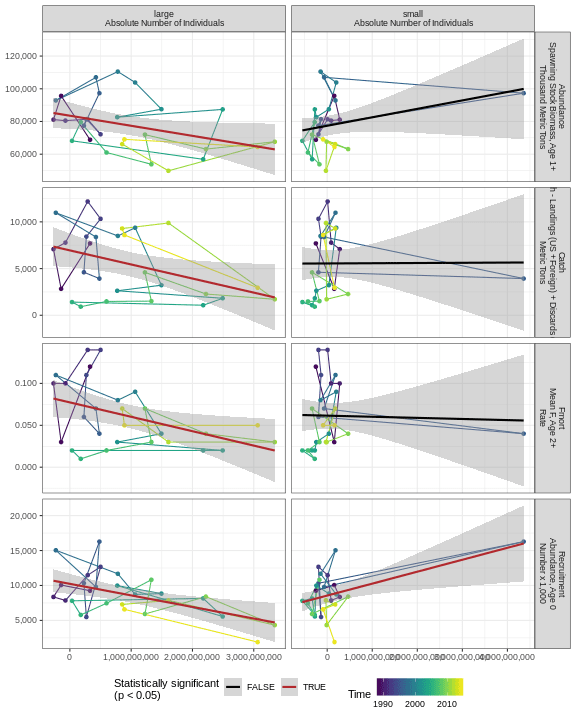 large
Absolute Number of Individuals
small
Absolute Number of Individuals
120,000
100,000
80,000
60,000
Abundance
Spawning Stock Biomass, Age 1+
Thousand Metric Tons
10,000
5,000
0
Catch
h - Landings (US + Foreign) + Discards
Metric Tons
0.100
0.050
0.000
Fmort
Mean F, Age 2+
Rate
20,000
15,000
10,000
5,000
Recruitment
Abundance, Age 0
Number x 1,000
0
1,000,000,000
2,000,000,000
3,000,000,000
0
1,000,000,000
2,000,000,000
3,000,000,000
4,000,000,000
Statistically significant
(p < 0.05)
FALSE
TRUE
Time
1990
2000
2010